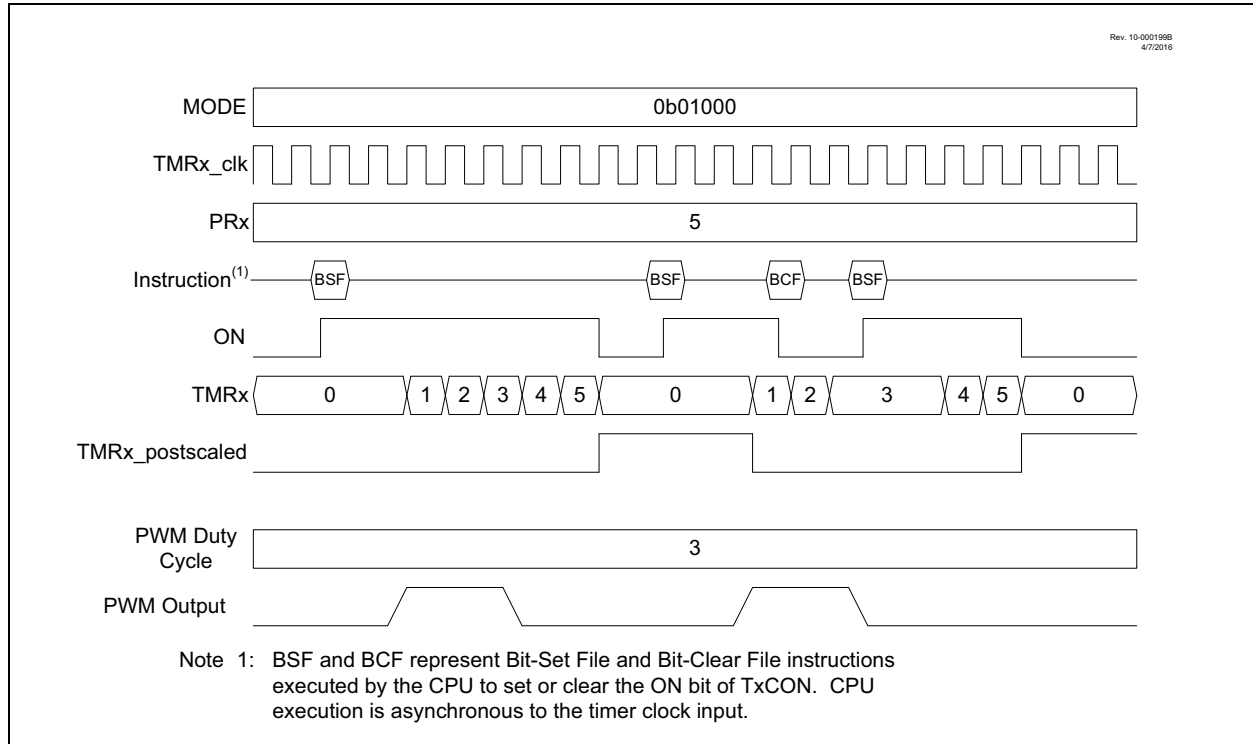 Rev. 10-000199B
4/7/2016
MODE 0b01000
TMRx_clk
PRx 5
Instruction(1) BSF BSF BCF BSF
ON
TMRx 0 1 2 3 4 5 0 1 2 3 4 5 0
TMRx_postscaled
PWM Duty
Cycle 3
PWM Output
Note 1: BSF and BCF represent Bit-Set File and Bit-Clear File instructions
executed by the CPU to set or clear the ON bit of TxCON. CPU
execution is asynchronous to the timer clock input.